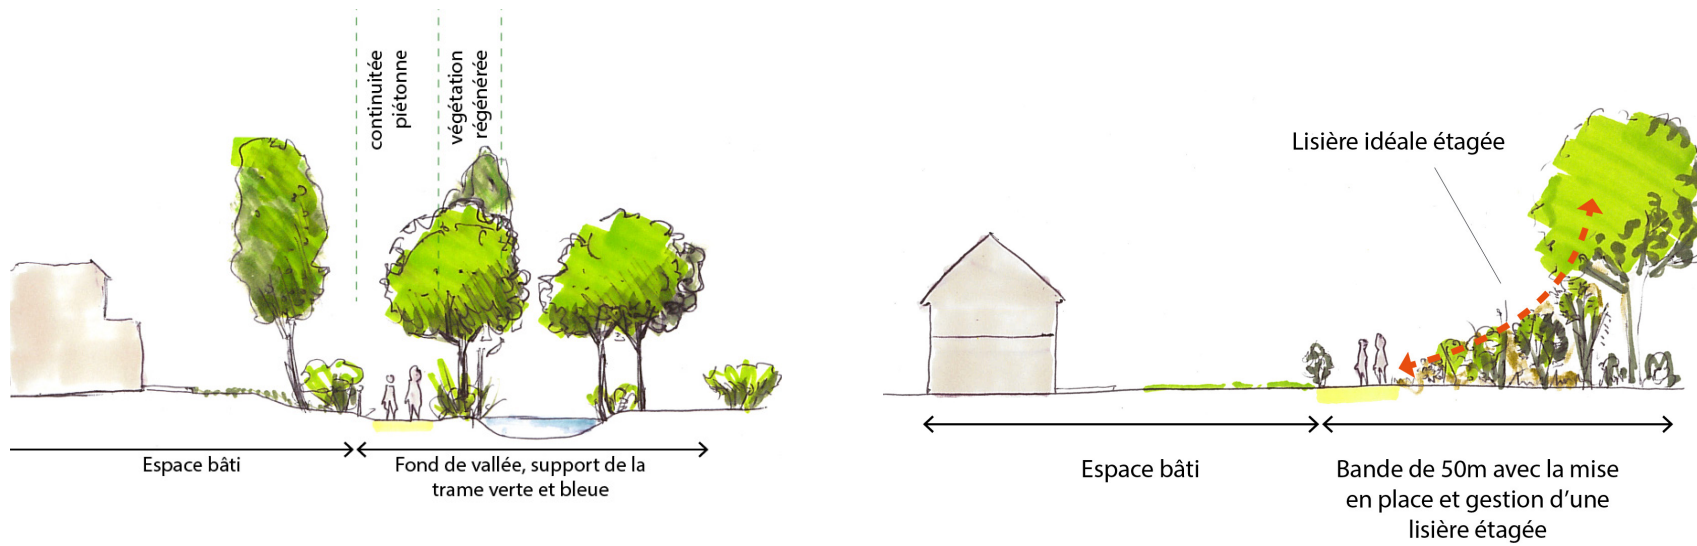 continuitée
piétonne
végétation
régénérée
Espace bâti
Fond de vallée, support de la
trame verte et bleue
Lisière idéale étagée
Espace bâti
Bande de 50m avec la mise
en place et gestion d’une
lisière étagée